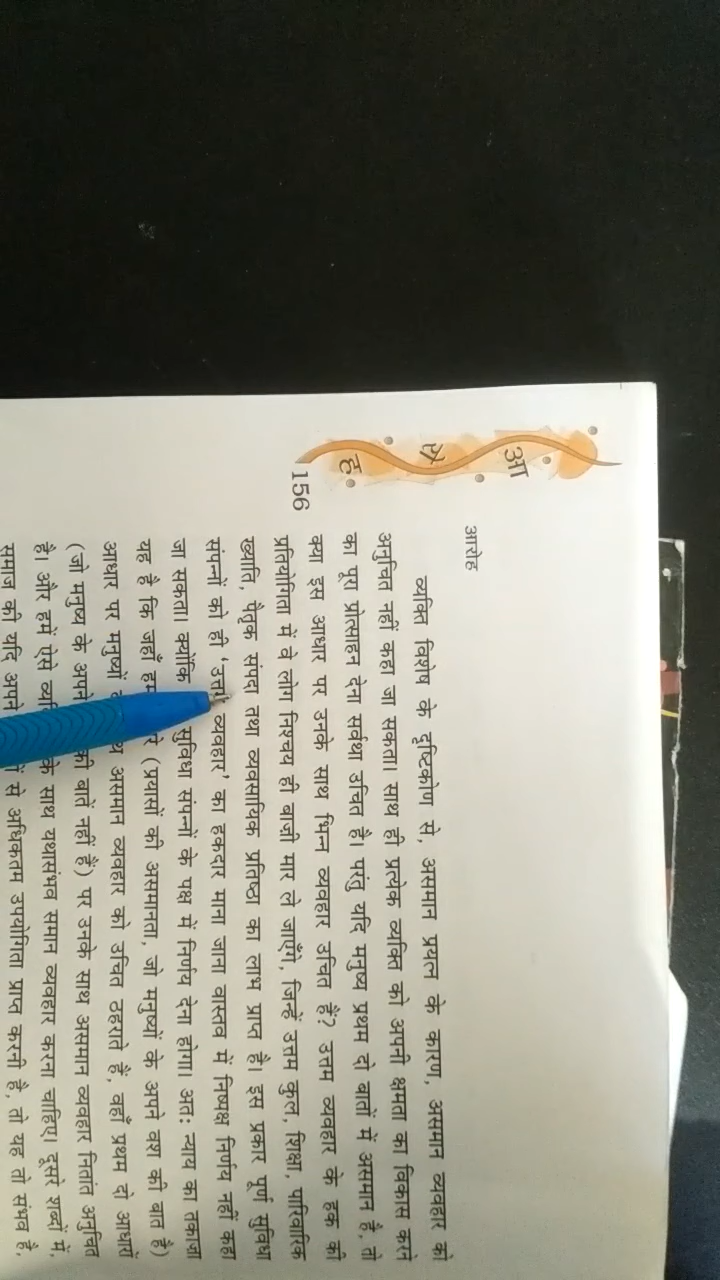 आ
रो
ह
156
आरोह
व्यक्ति विशेष के दृष्टिकोण से, असमान प्रयत्न के कारण, असमान व्यवहार को
अनुचित नहीं कहा जा सकता। साथ ही प्रत्येक व्यक्ति को अपनी क्षमता का विकास करने
का पूरा प्रोत्साहन देना सर्वथा उचित है। परंतु यदि मनुष्य प्रथम दो बातों में असमान है, तो
क्या इस आधार पर उनके साथ भिन्न व्यवहार उचित हैं? उत्तम व्यवहार के हक की
प्रतियोगिता में वे लोग निश्चय ही बाजी मार ले जाएँगे, जिन्हें उत्तम कुल, शिक्षा, पारिवारिक
ख्याति, पैतृक संपदा तथा व्यवसायिक प्रतिष्ठा का लाभ प्राप्त है। इस प्रकार पूर्ण सुविधा
संपन्नों को ही ‘उत्तम व्यवहार’ का हकदार माना जाना वास्तव में निष्पक्ष निर्णय नहीं कहा
जा सकता। क्योंकि सुविधा संपन्नों के पक्ष में निर्णय देना होगा। अतः न्याय का तकाजा
यह है कि जहाँ हम (प्रयासों की असमानता, जो मनुष्यों के अपने वश की बात है)
आधार पर मनुष्यों असमान व्यवहार को उचित ठहराते हैं, वहाँ प्रथम दो आधारों
(जो मनुष्य के अपने की बातें नहीं हैं) पर उनके साथ असमान व्यवहार नितांत अनुचित
है। और हमें ऐसे के साथ यथासंभव समान व्यवहार करना चाहिए। दूसरे शब्दों में,
समाज को यदि अपने से अधिकतम उपयोगिता प्राप्त करनी है, तो यह तो संभव है,